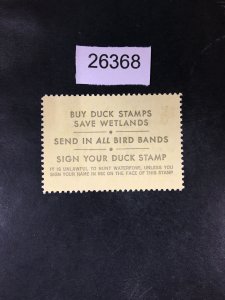 26368
BUY DUCK STAMPS
SAVE WETLANDS
SEND IN ALL BIRD BANDS
SIGN YOUR DUCK STAMP
IT IS UNLAWFUL TO HUNT WATERFOWL UNLESS YOU
SIGN YOUR NAME IN INK ON THE FACE OF THIS STAMP